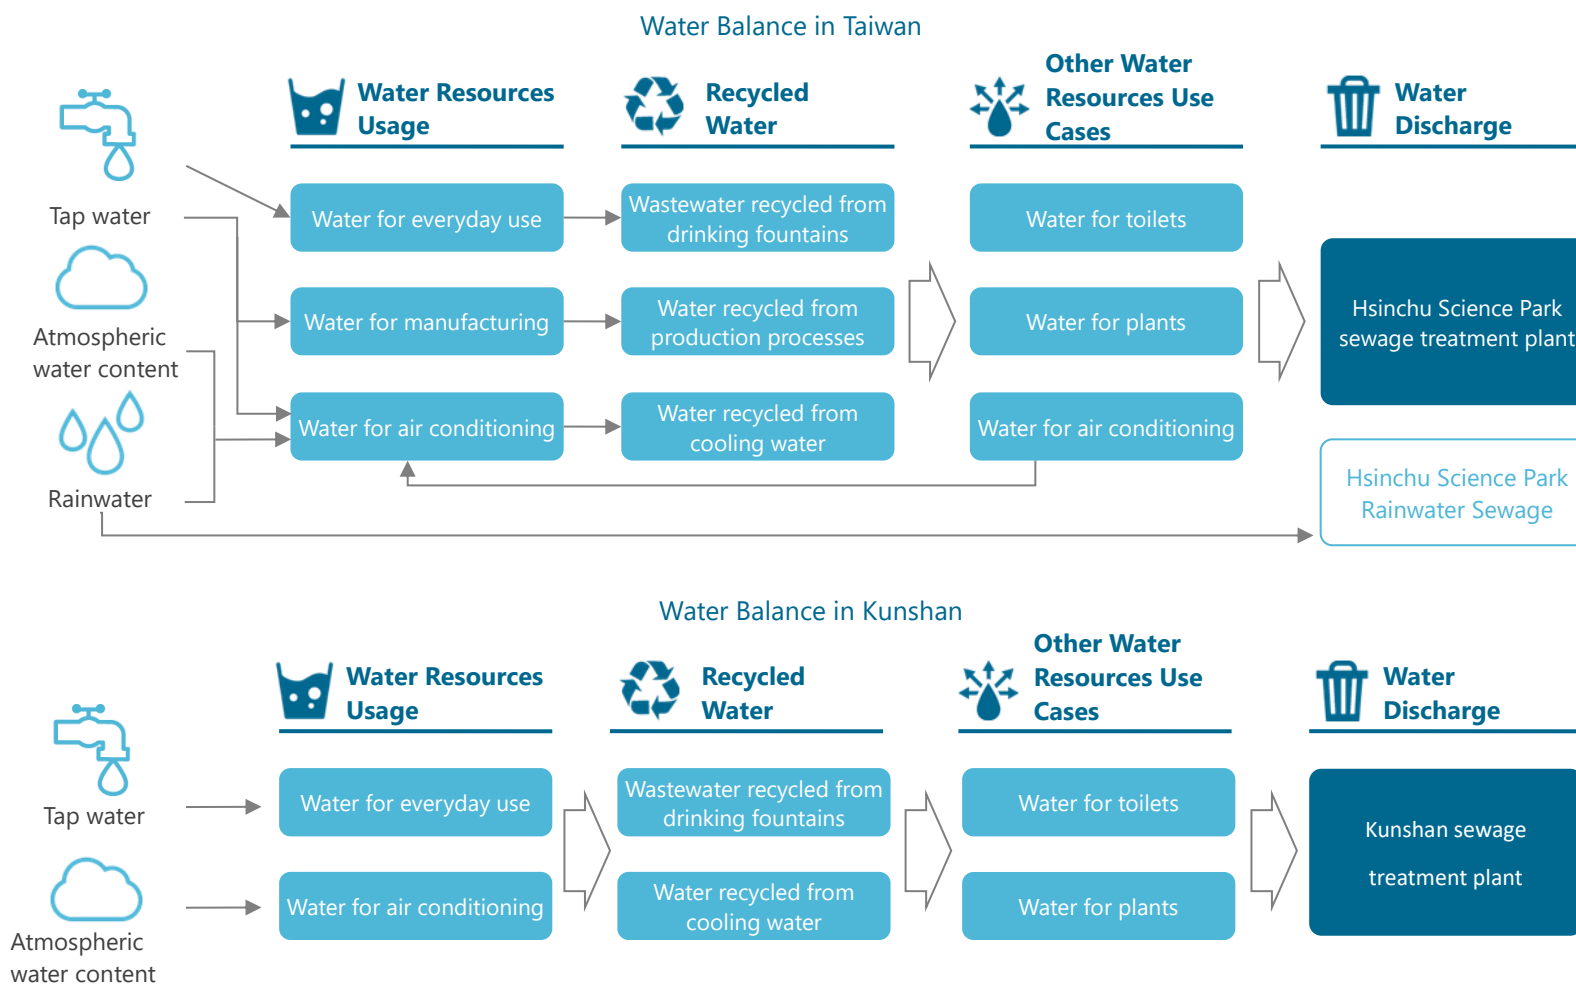 Water Balance in Taiwan
Water Resources
Usage
Recycled
Water
Other Water
Resources Use
Cases
Water
Discharge
Tap water
Atmospheric
water content
Rainwater
Water for everyday use
Wastewater recycled from
drinking fountains
Water for toilets
Water for manufacturing
Water recycled from
production processes
Water for plants
Water for air conditioning
Water recycled from
cooling water
Water for air conditioning
Hsinchu Science Park
sewage treatment plant
Hsinchu Science Park
Rainwater Sewage
Water Balance in Kunshan
Water Resources
Usage
Recycled
Water
Other Water
Resources Use
Cases
Water
Discharge
Tap water
Atmospheric
water content
Water for everyday use
Wastewater recycled from
drinking fountains
Water for toilets
Water for air conditioning
Water recycled from
cooling water
Water for plants
Kunshan sewage
treatment plant